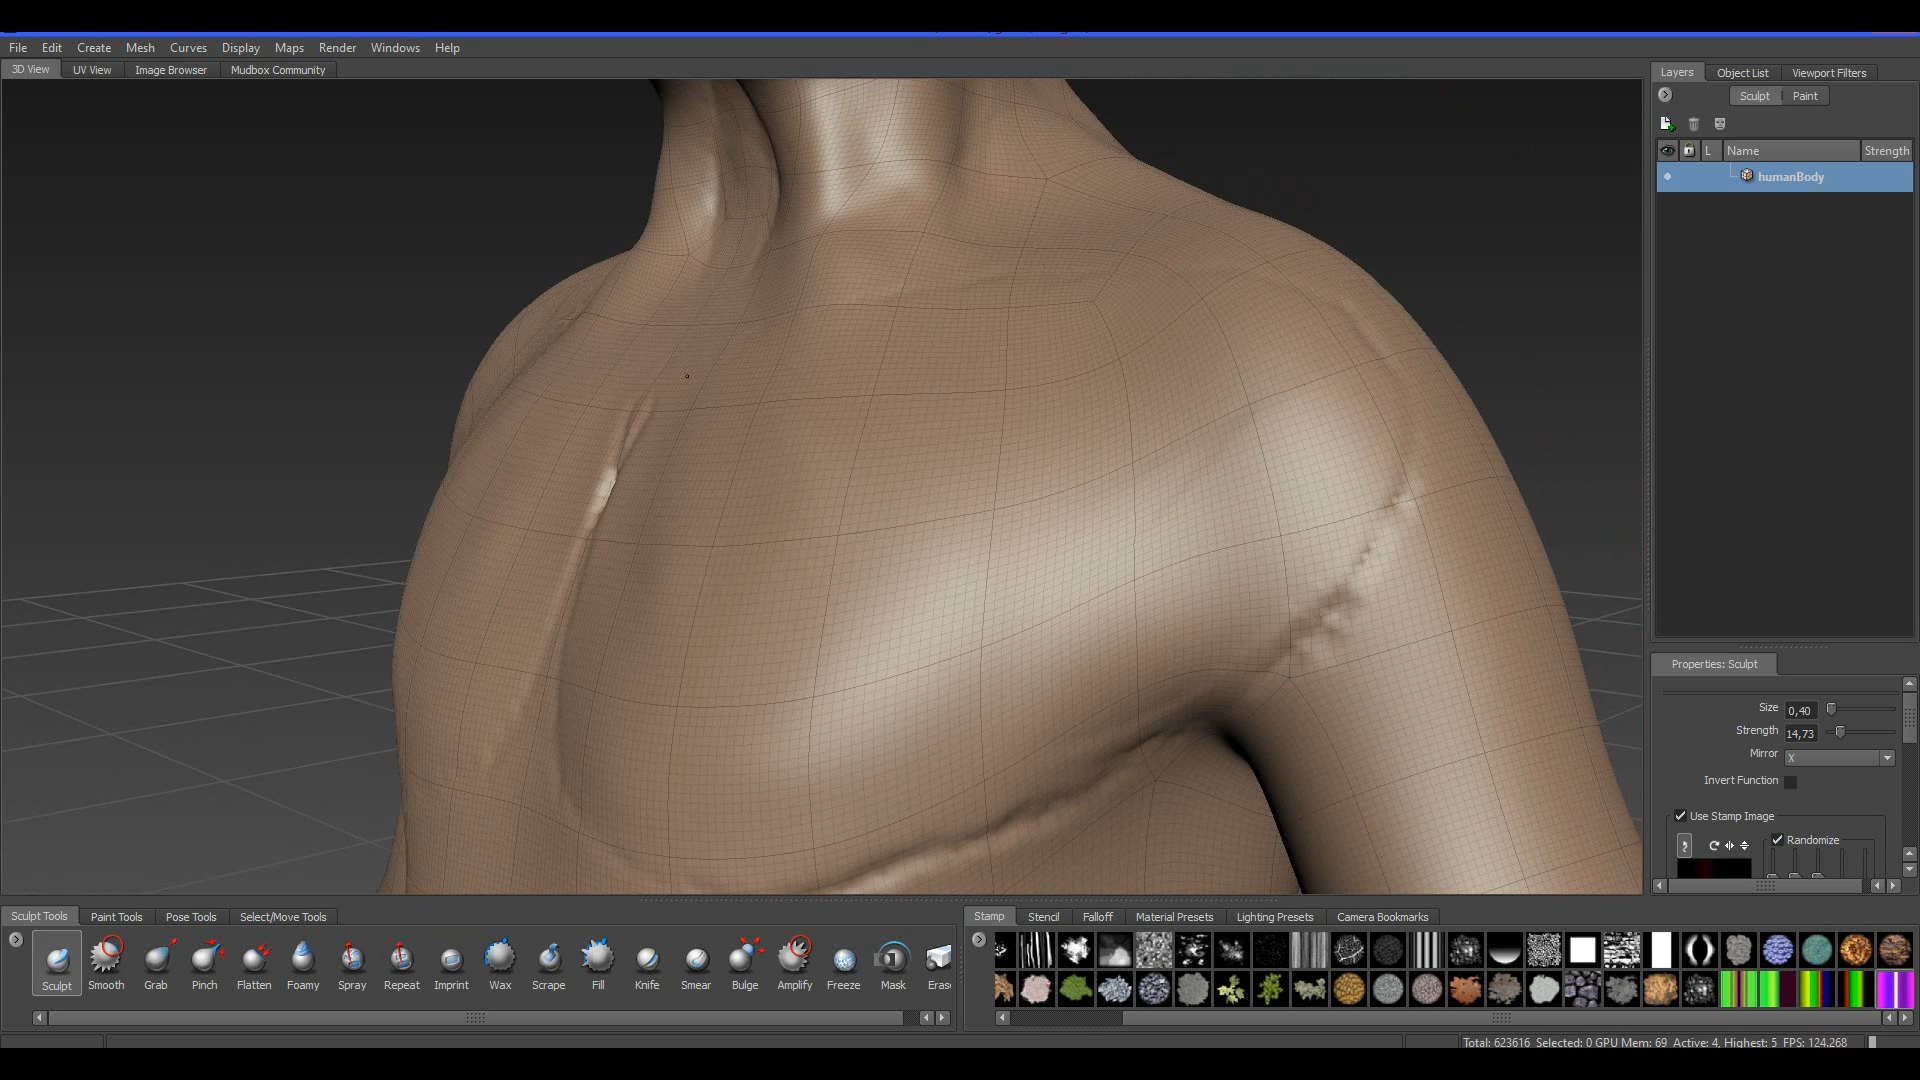 File Edit Create Mesh Curves Display Maps Render Windows Help
3D View UV View Image Browser Mudbox Community
Layers Object List Viewport Filters
Sculpt Paint
L Name Strength
humanBody
Properties: Sculpt
Size 0,40
Strength 14,73
Mirror X
Invert Function
Use Stamp Image
Randomize
Sculpt Tools Paint Tools Pose Tools Select/Move Tools
Sculpt Smooth Grab Pinch Flatten Foamy Spray Repeat Imprint Wax Scrape Fill Knife Smear Bulge Amplify Freeze Mask Eras
Stamp Stencil Falloff Material Presets Lighting Presets Camera Bookmarks
Total: 623616 Selected: 0 GPU Mem: 69 Active: 4, Highest: 5 FPS: 124.268